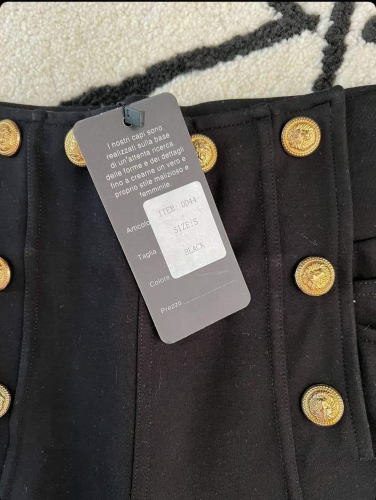 I nostri capi sono
realizzati sulla base
di un'attenta ricerca
delle forme e dei dettagli
fino a crearne un vero e
proprio stile malizioso e
femminile.
Articolo
ITEM: D044
Taglia
SIZE:S
Colore
BLACK
Prezzo